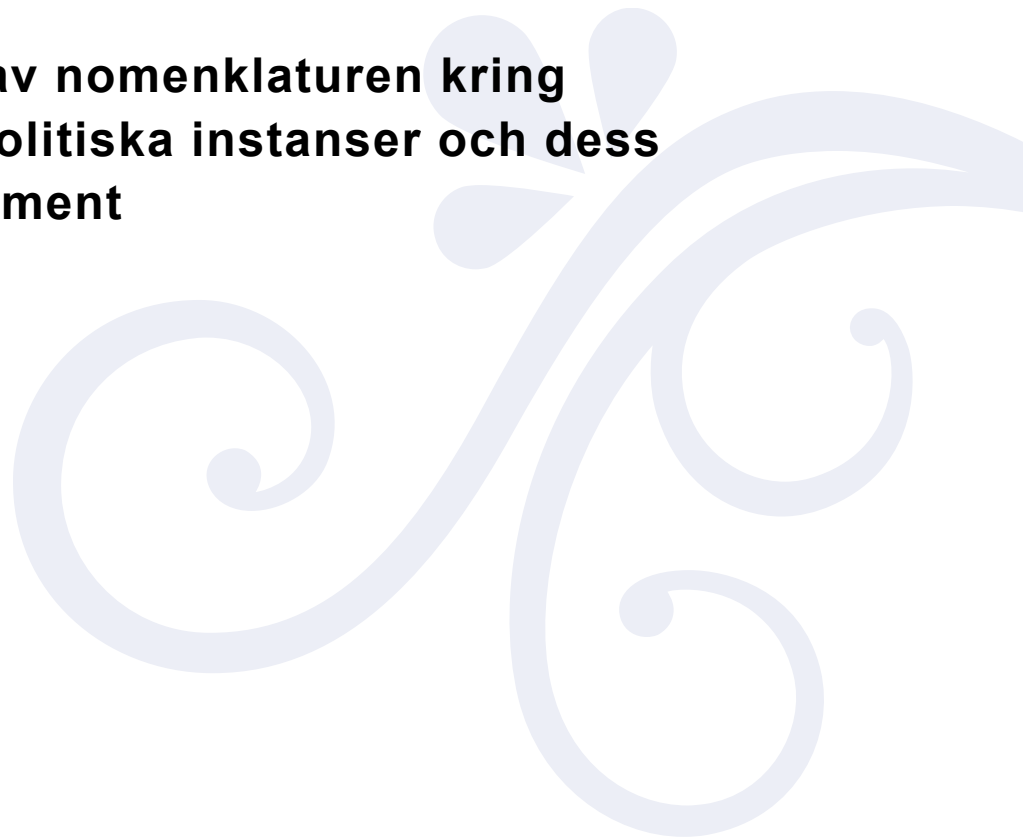 av nomenklaturen kring
olitiska instanser och dess
ment